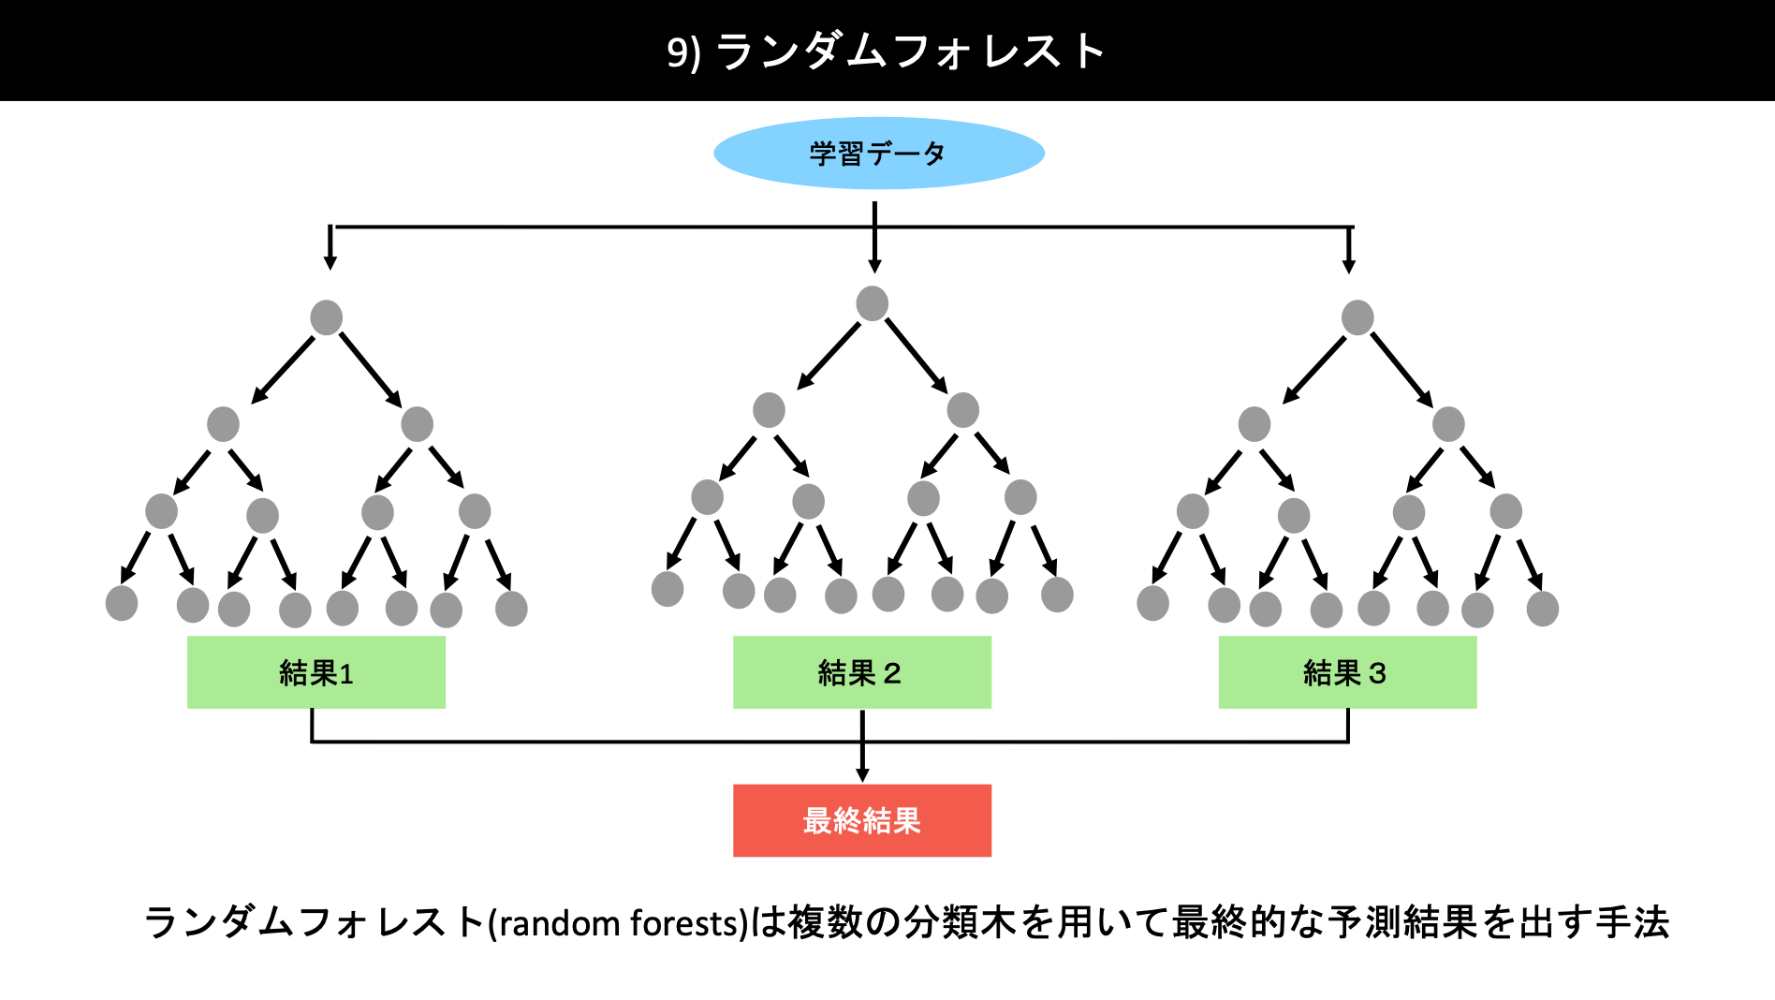 9) ランダムフォレスト
学習データ
結果1
結果２
結果３
最終結果
ランダムフォレスト(random forests)は複数の分類木を用いて最終的な予測結果を出す手法